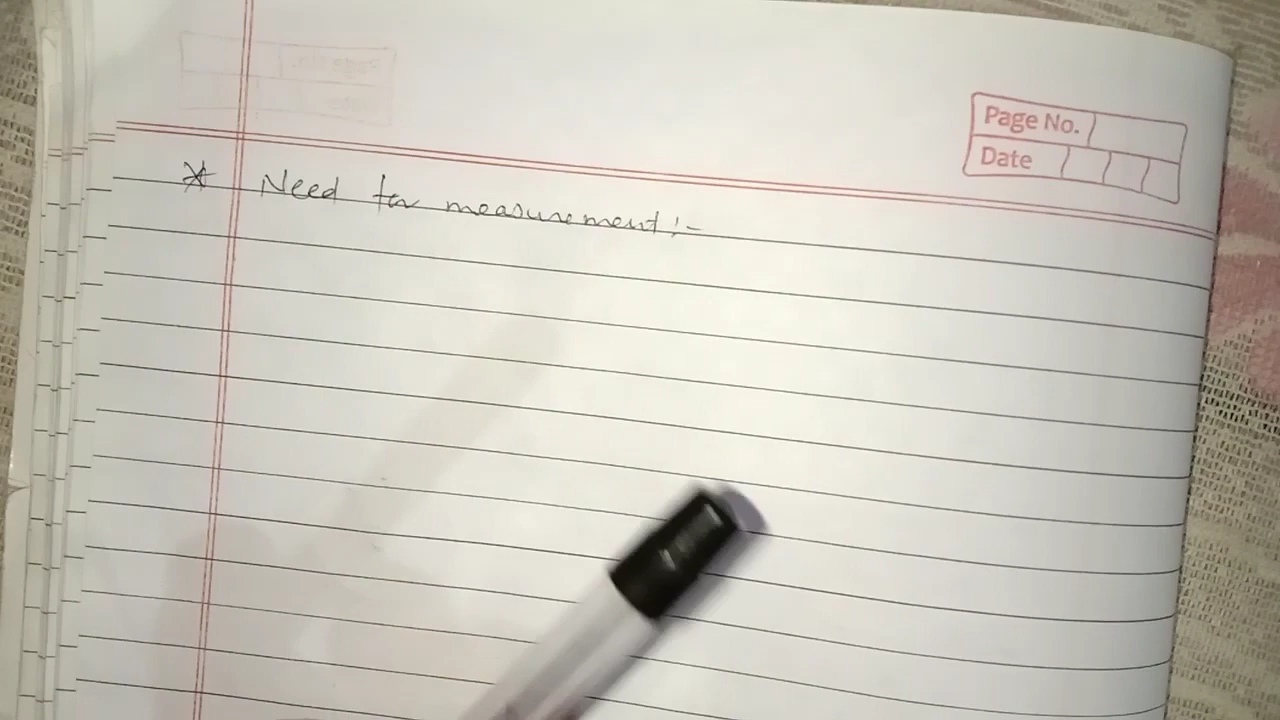 Page No.
Date
* Need for measurement :-